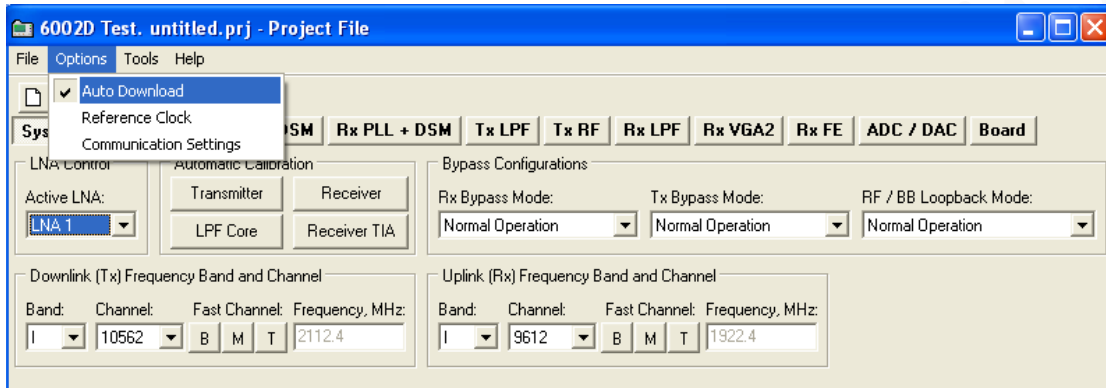 6002D Test. untitled.prj - Project File
File Options Tools Help
Auto Download
Reference Clock
Communication Settings
Sys DSM Rx PLL + DSM Tx LPF Tx RF Rx LPF Rx VGA2 Rx FE ADC / DAC Board
LNA Control Automatic Calibration Bypass Configurations
Active LNA: Transmitter Receiver Rx Bypass Mode: Tx Bypass Mode: RF / BB Loopback Mode:
LNA 1 LPF Core Receiver TIA Normal Operation Normal Operation Normal Operation
Downlink (Tx) Frequency Band and Channel Uplink (Rx) Frequency Band and Channel
Band: Channel: Fast Channel: Frequency, MHz: Band: Channel: Fast Channel: Frequency, MHz:
I 10562 B M T 2112.4 I 9612 B M T 1922.4